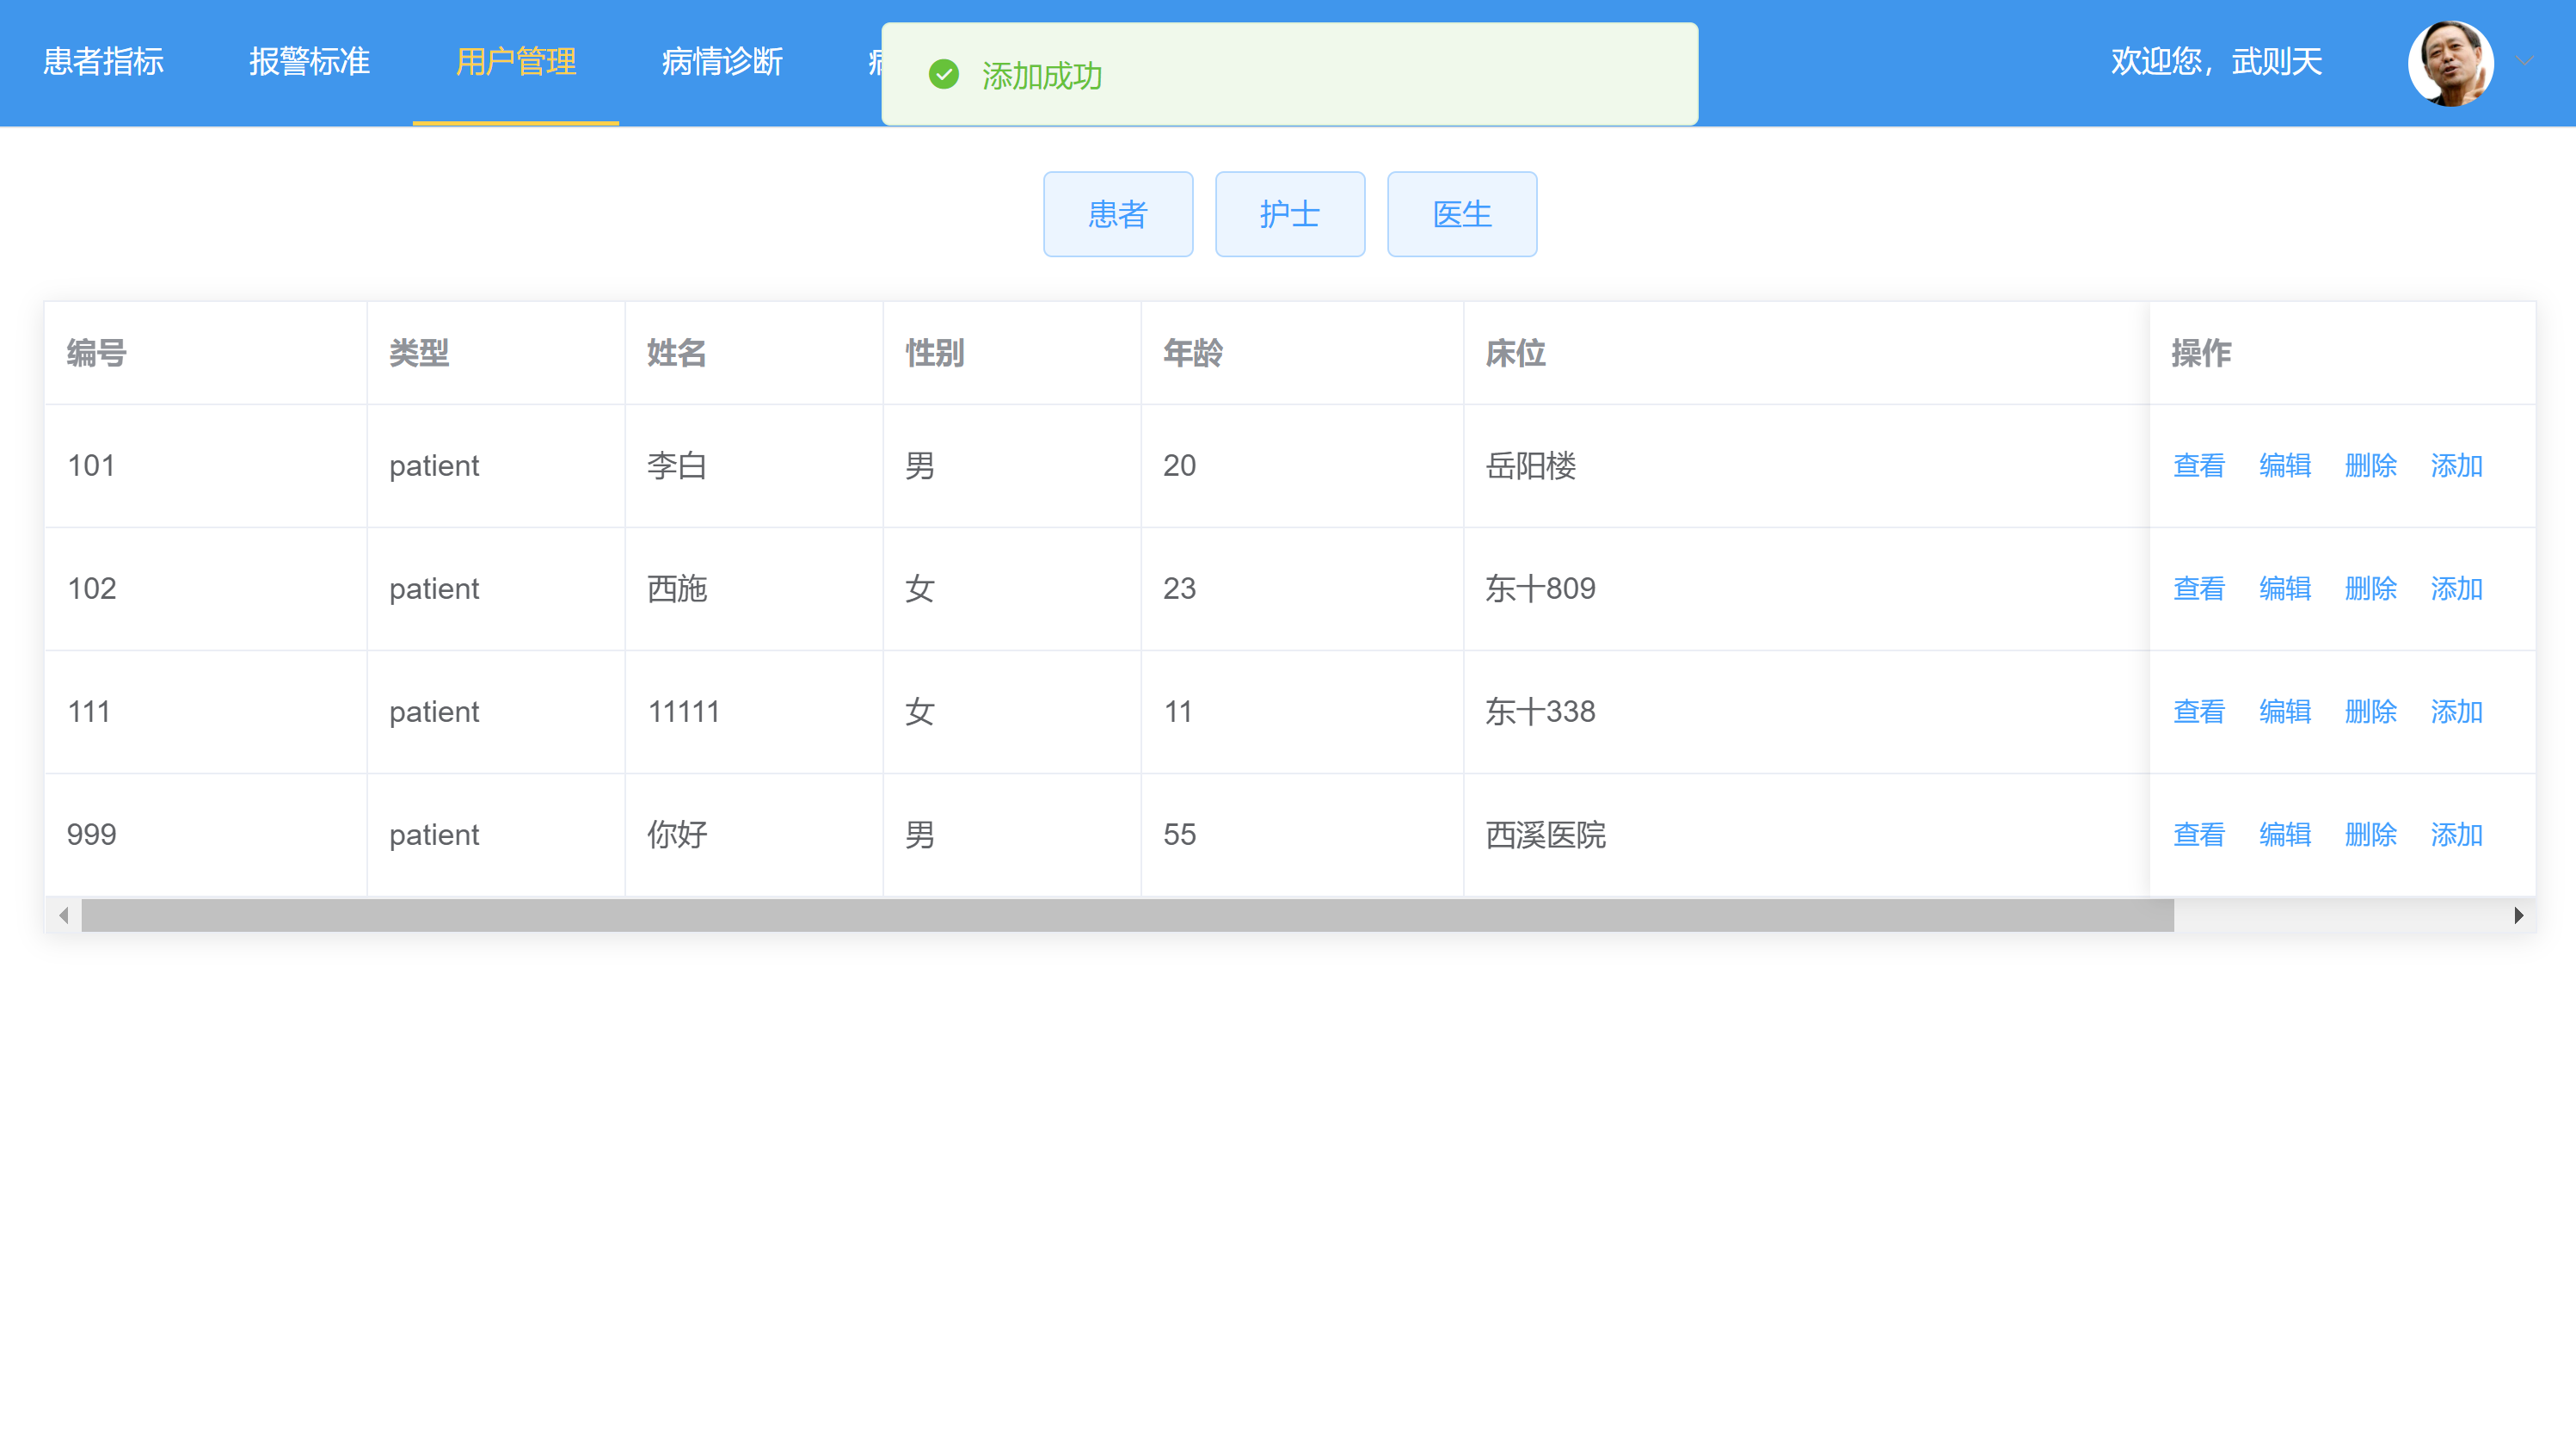 患者指标 报警标准 用户管理 病情诊断
添加成功
欢迎您，武则天
患者 护士 医生
编号 类型 姓名 性别 年龄 床位 操作
101 patient 李白 男 20 岳阳楼 查看 编辑 删除 添加
102 patient 西施 女 23 东十809 查看 编辑 删除 添加
111 patient 11111 女 11 东十338 查看 编辑 删除 添加
999 patient 你好 男 55 西溪医院 查看 编辑 删除 添加